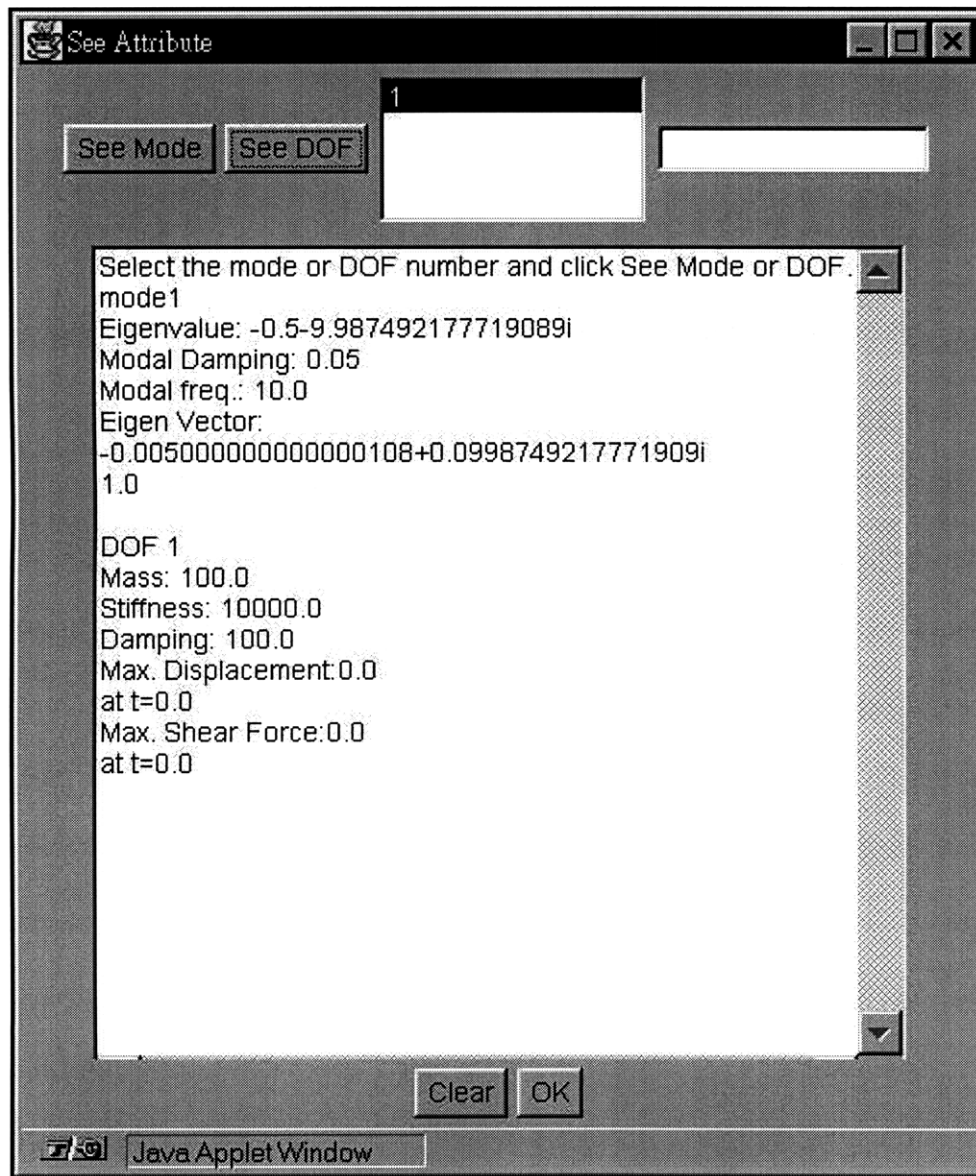 See Attribute
1
See Mode
See DOF
Select the mode or DOF number and click See Mode or DOF.
mode1
Eigenvalue: -0.5-9.987492177719089i
Modal Damping: 0.05
Modal freq.: 10.0
Eigen Vector:
-0.005000000000000108+0.0998749217771909i
1.0
DOF 1
Mass: 100.0
Stiffness: 10000.0
Damping: 100.0
Max. Displacement:0.0
at t=0.0
Max. Shear Force:0.0
at t=0.0
Clear
OK
Java Applet Window